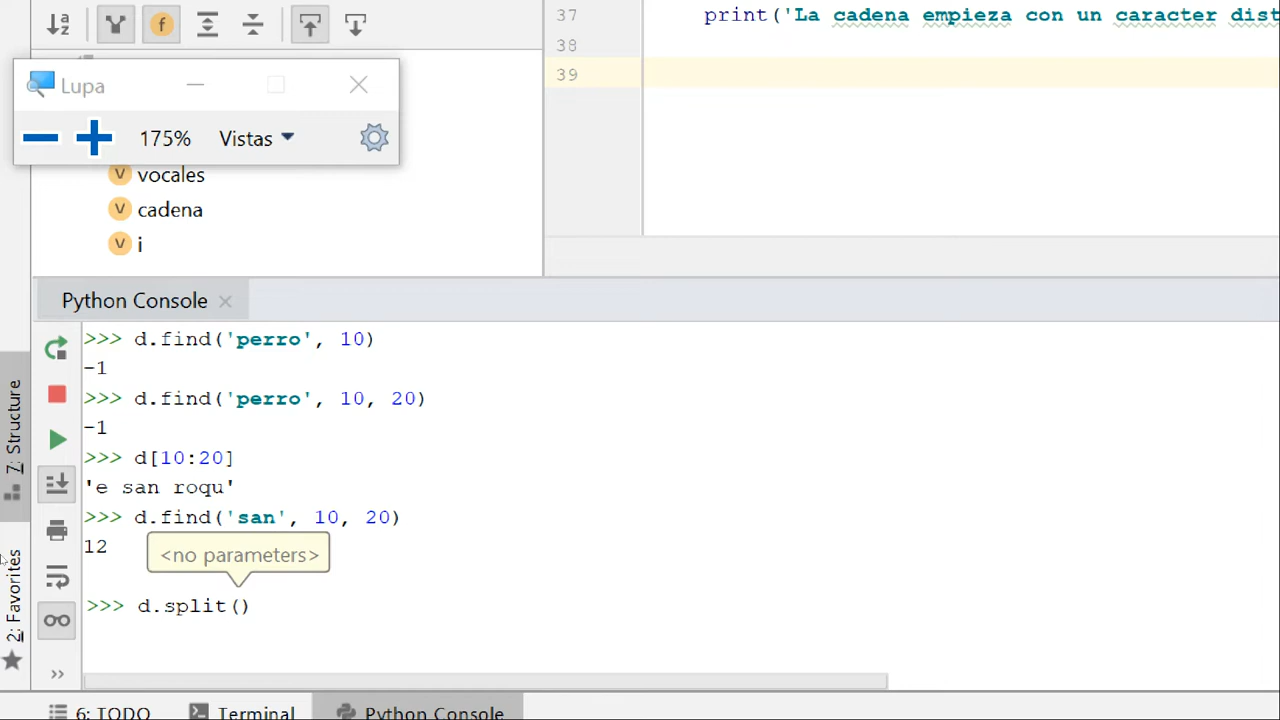 37 print('La cadena empieza con un caracter dist
38
39
Lupa
175% Vistas
vocales
cadena
i
Python Console
>>> d.find('perro', 10)
-1
>>> d.find('perro', 10, 20)
-1
>>> d[10:20]
'e san roqu'
>>> d.find('san', 10, 20)
12
<no parameters>
>>> d.split()
7: Structure
2: Favorites
6: TODO Terminal Python Console